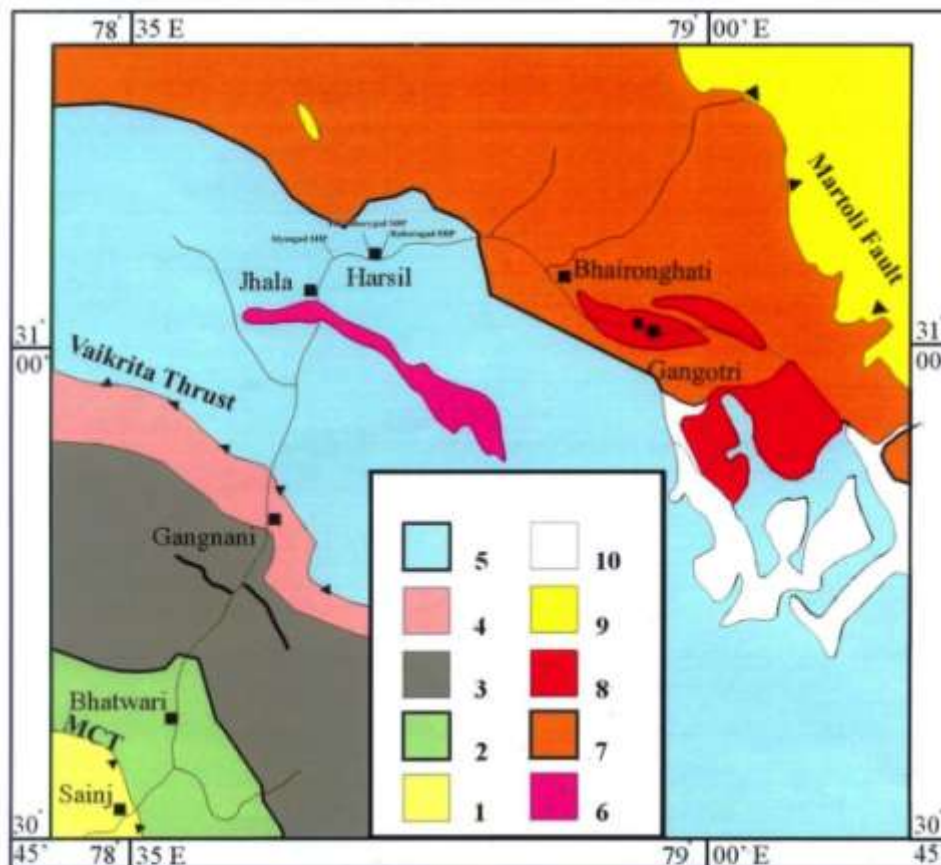 78° 35' E 79° 00' E
Martoli Fault
Bhaironghati
Jhala Harsil
31° 00' 31° 00'
Gangotri
Vaikrita Thrust
Gangnani
5 10
4 9
3 8
Bhatwari
2 7
MCT
Sainj
1 6
30° 45' 30° 45'
78° 35 E 79° 00' E